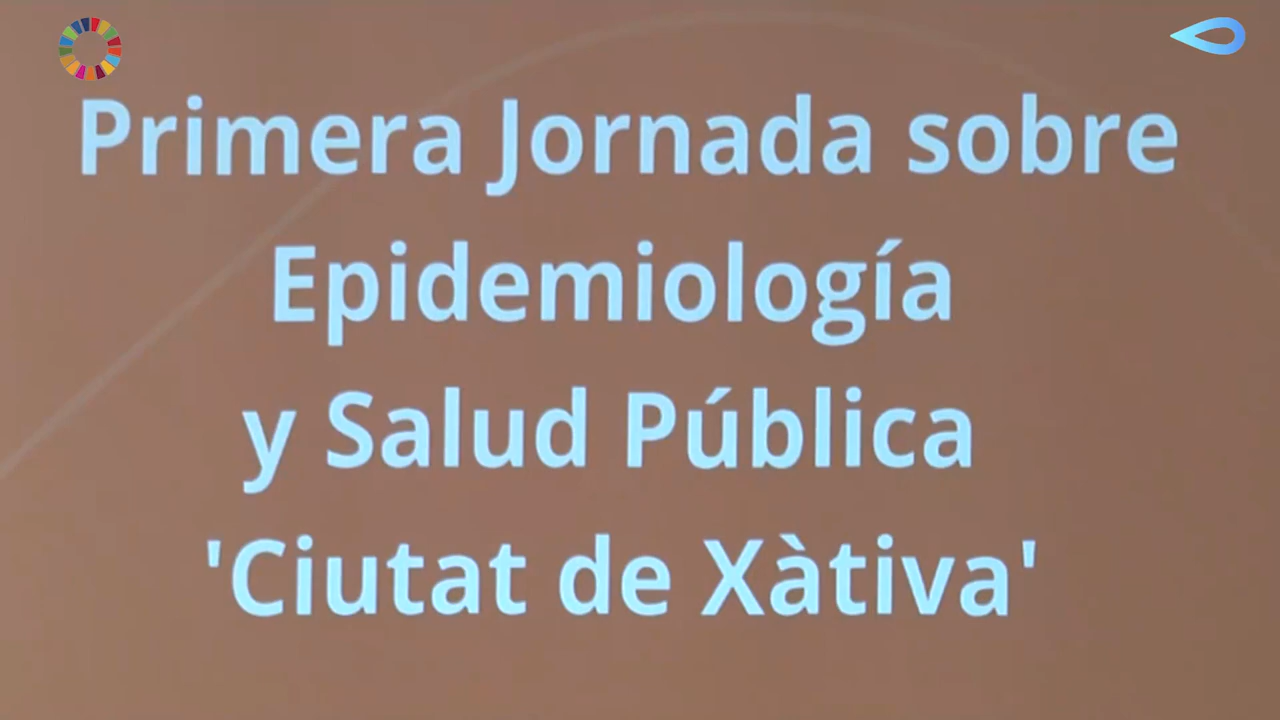 Primera Jornada sobre
Epidemiología
y Salud Pública
'Ciutat de Xàtiva'